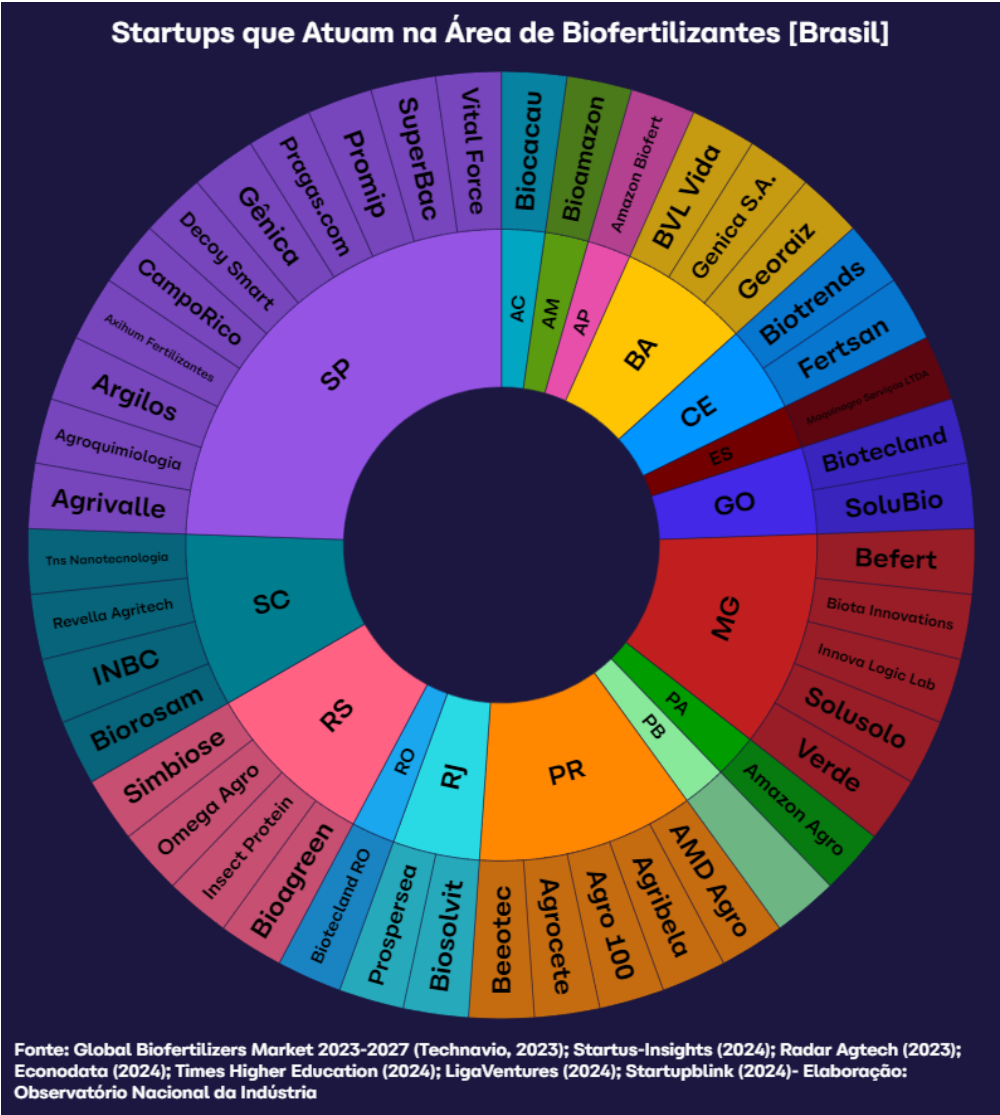 Startups que Atuam na Área de Biofertilizantes [Brasil]
Biocacau
Bioamazon
Amazon Biofert
BVL Vida
Genica S.A.
Georaiz
Biotrends
Fertsan
Maquinagro Serviços LTDA
Biotecland
SoluBio
Befert
Biota Innovations
Innova Logic Lab
Solusolo
Verde
Amazon Agro
AMD Agro
Agribela
Agro 100
Agrocete
Beeotec
Biosolvit
Prospersea
Biotecland RO
Bioagreen
Insect Protein
Omega Agro
Simbiose
Biorosam
INBC
Revella Agritech
Tns Nanotecnologia
Agrivalle
Agroquimiologia
Argilos
Axihum Fertilizantes
CampoRico
Decoy Smart
Gênica
Pragas.com
Promip
SuperBac
Vital Force
AC
AM
AP
BA
CE
ES
GO
MG
PA
PB
PR
RJ
RO
RS
SC
SP
Fonte: Global Biofertilizers Market 2023-2027 (Technavio, 2023); Startus-Insights (2024); Radar Agtech (2023);
Econodata (2024); Times Higher Education (2024); LigaVentures (2024); Startupblink (2024)- Elaboração:
Observatório Nacional da Indústria